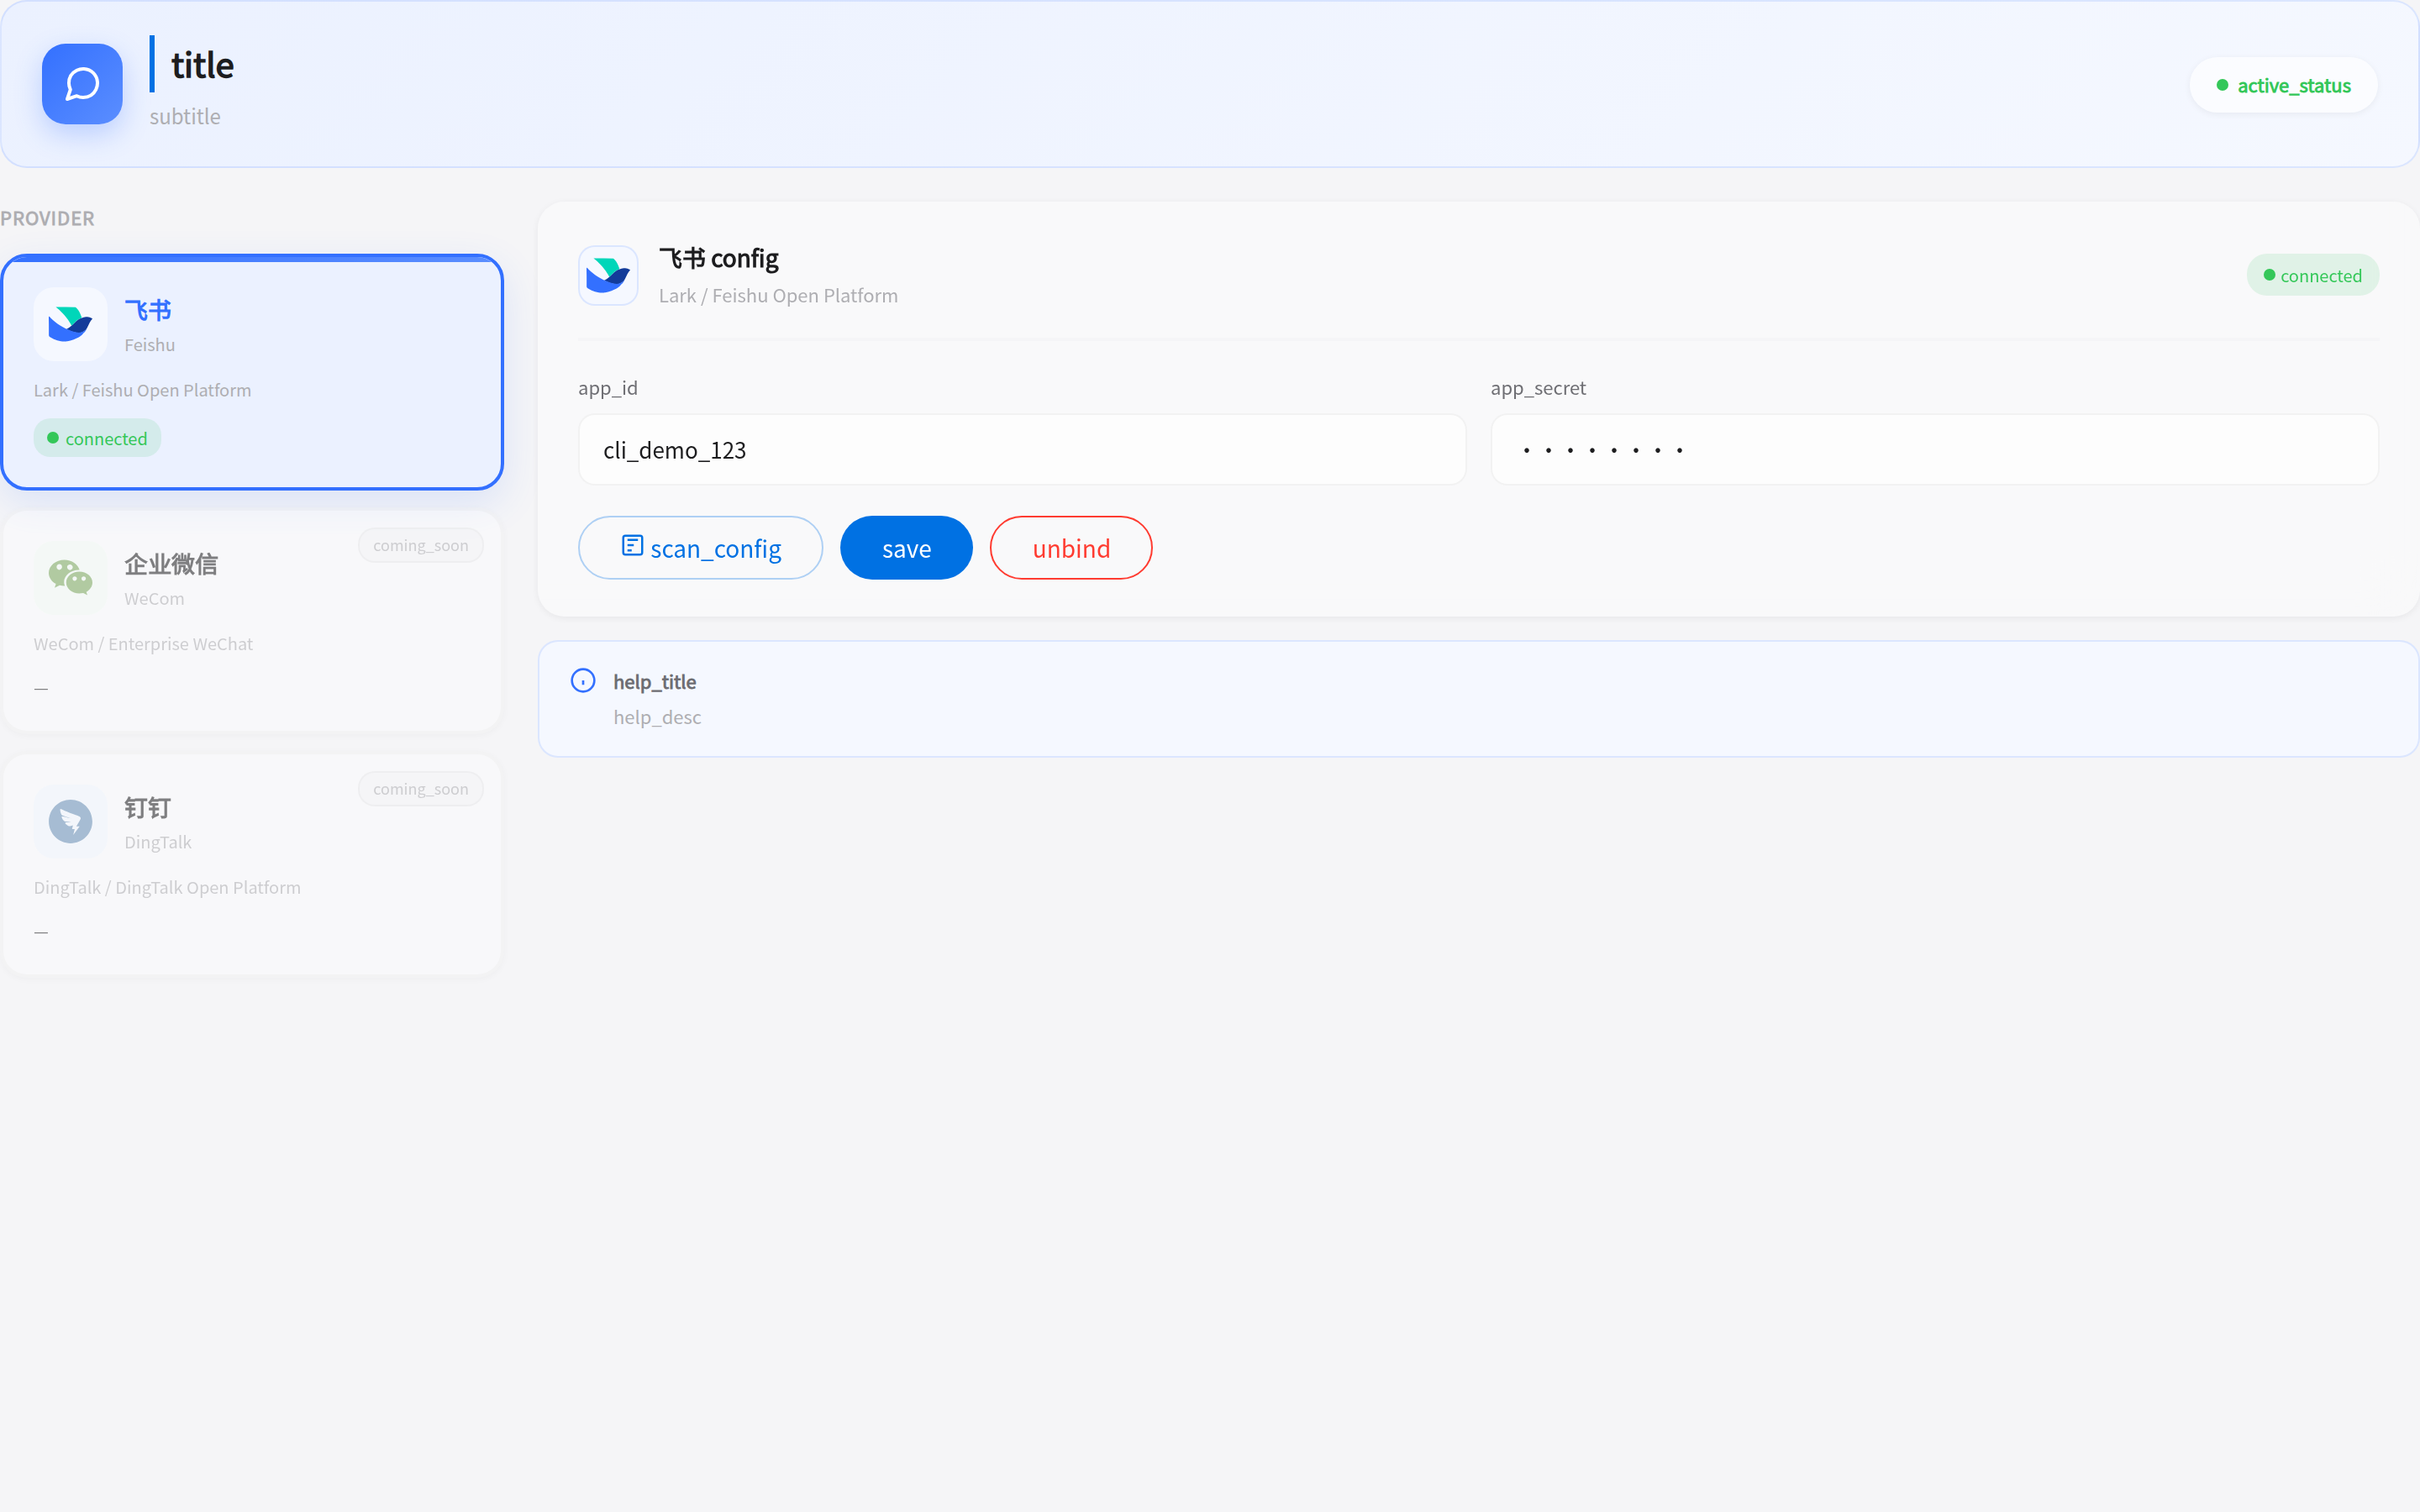 title
subtitle
active_status
PROVIDER
飞书
Feishu
Lark / Feishu Open Platform
connected
coming_soon
企业微信
WeCom
WeCom / Enterprise WeChat
—
coming_soon
钉钉
DingTalk
DingTalk / DingTalk Open Platform
—
飞书 config
Lark / Feishu Open Platform
connected
app_id
app_secret
cli_demo_123
••••••••
scan_config
save
unbind
help_title
help_desc